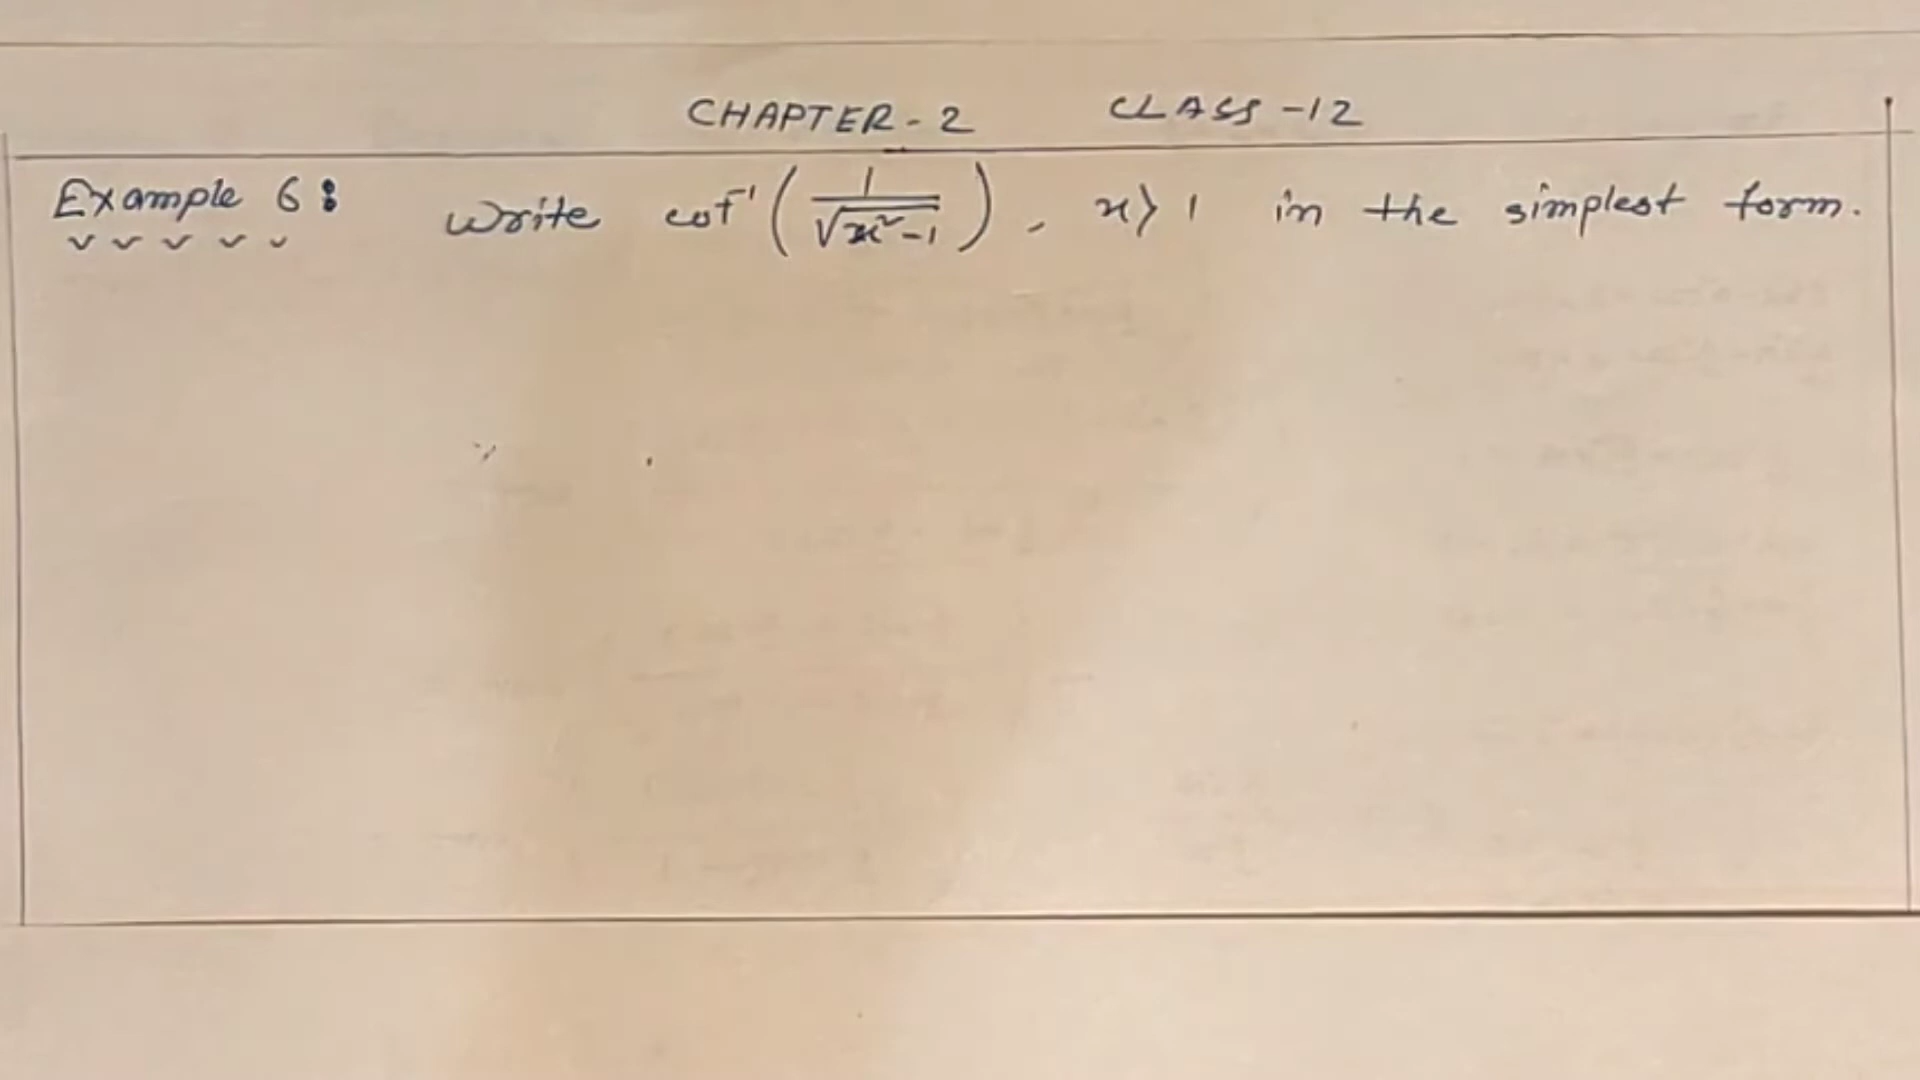 CHAPTER-2 CLASS-12
Example 6: Write cot⁻¹(1/√(x²-1)), x>1 in the simplest form.